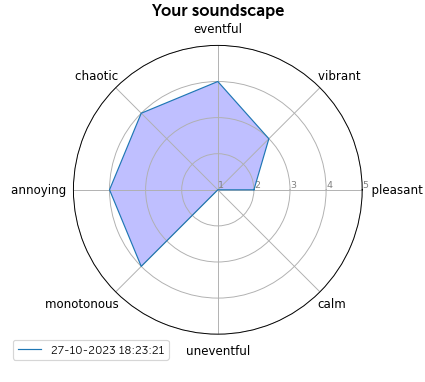 Your soundscape
eventful
chaotic
vibrant
annoying
1
2
3
4
5
pleasant
monotonous
calm
uneventful
27-10-2023 18:23:21